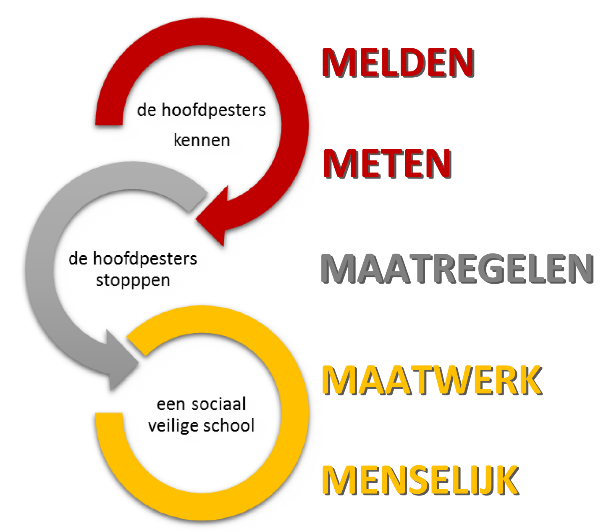 MELDEN
de hoofdpesters
kennen
METEN
de hoofdpesters
stopppen
MAATREGELEN
MAATWERK
een sociaal
veilige school
MENSELIJK